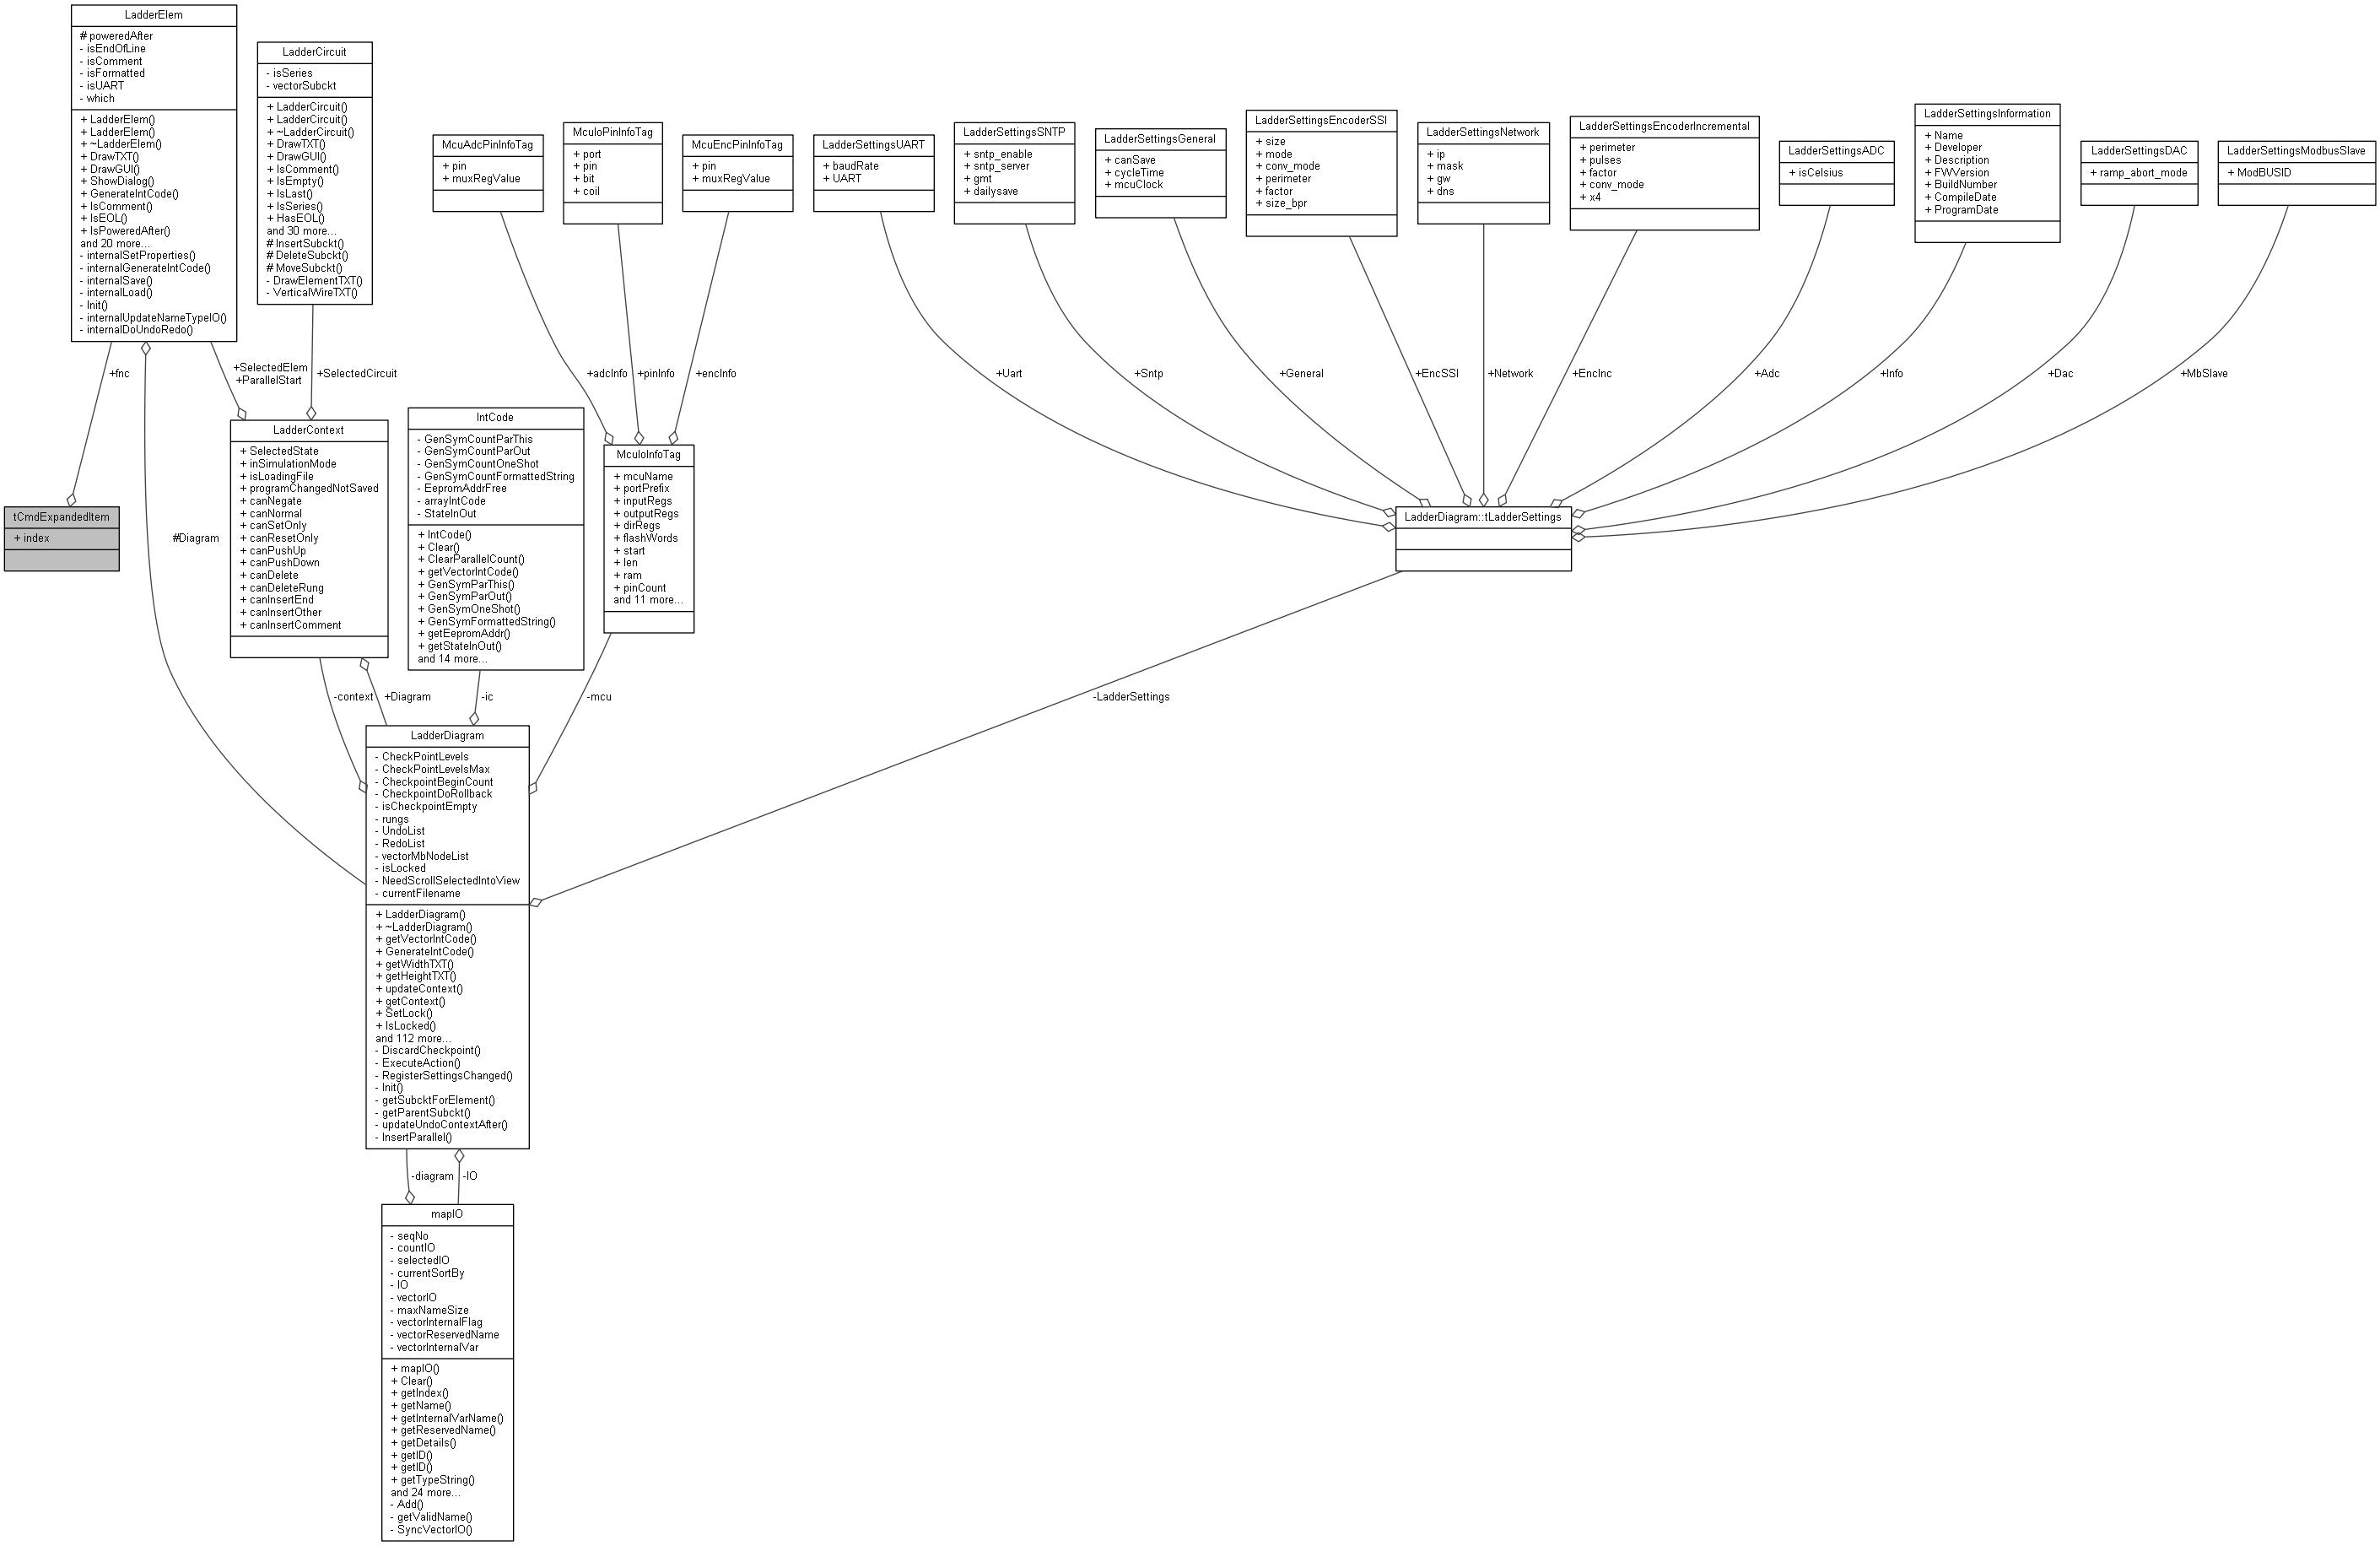 LadderElem
# poweredAfter
- isEndOfLine
- isComment
- isFormatted
- isUART
- which
+ LadderElem()
+ LadderElem()
+ ~LadderElem()
+ DrawTXT()
+ DrawGUI()
+ ShowDialog()
+ GenerateIntCode()
+ IsComment()
+ IsEOL()
+ IsPoweredAfter()
and 20 more...
- internalSetProperties()
- internalGenerateIntCode()
- internalSave()
- internalLoad()
- Init()
- internalUpdateNameTypeIO()
- internalDoUndoRedo()
LadderCircuit
- isSeries
- vectorSubckt
+ LadderCircuit()
+ LadderCircuit()
+ ~LadderCircuit()
+ DrawTXT()
+ DrawGUI()
+ IsComment()
+ IsEmpty()
+ IsLast()
+ IsSeries()
+ HasEOL()
and 30 more...
# InsertSubckt()
# DeleteSubckt()
# MoveSubckt()
- DrawElementTXT()
- VerticalWireTXT()
McuAdcPinInfoTag
+ pin
+ muxRegValue
McuIoPinInfoTag
+ port
+ pin
+ bit
+ coil
McuEncPinInfoTag
+ pin
+ muxRegValue
LadderSettingsUART
+ baudRate
+ UART
LadderSettingsSNTP
+ sntp_enable
+ sntp_server
+ gmt
+ dailysave
LadderSettingsGeneral
+ canSave
+ cycleTime
+ mcuClock
LadderSettingsEncoderSSI
+ size
+ mode
+ conv_mode
+ perimeter
+ factor
+ size_bpr
LadderSettingsNetwork
+ ip
+ mask
+ gw
+ dns
LadderSettingsEncoderIncremental
+ perimeter
+ pulses
+ factor
+ conv_mode
+ x4
LadderSettingsADC
+ isCelsius
LadderSettingsInformation
+ Name
+ Developer
+ Description
+ FWVersion
+ BuildNumber
+ CompileDate
+ ProgramDate
LadderSettingsDAC
+ ramp_abort_mode
LadderSettingsModbusSlave
+ ModBUSID
+fnc
+SelectedElem
+ParallelStart
+SelectedCircuit
+adcInfo
+pinInfo
+encInfo
+Uart
+Sntp
+General
+EncSSI
+Network
+EncInc
+Adc
+Info
+Dac
+MbSlave
tCmdExpandedItem
+ index
#Diagram
LadderContext
+ SelectedState
+ inSimulationMode
+ isLoadingFile
+ programChangedNotSaved
+ canNegate
+ canNormal
+ canSetOnly
+ canResetOnly
+ canPushUp
+ canPushDown
+ canDelete
+ canDeleteRung
+ canInsertEnd
+ canInsertOther
+ canInsertComment
IntCode
- GenSymCountParThis
- GenSymCountParOut
- GenSymCountOneShot
- GenSymCountFormattedString
- EepromAddrFree
- arrayIntCode
- StateInOut
+ IntCode()
+ Clear()
+ ClearParallelCount()
+ getVectorIntCode()
+ GenSymParThis()
+ GenSymParOut()
+ GenSymOneShot()
+ GenSymFormattedString()
+ getEepromAddr()
+ getStateInOut()
and 14 more...
McuIoInfoTag
+ mcuName
+ portPrefix
+ inputRegs
+ outputRegs
+ dirRegs
+ flashWords
+ start
+ len
+ ram
+ pinCount
and 11 more...
LadderDiagram::tLadderSettings
-context
+Diagram
-ic
-mcu
-LadderSettings
LadderDiagram
- CheckPointLevels
- CheckPointLevelsMax
- CheckpointBeginCount
- CheckpointDoRollback
- isCheckpointEmpty
- rungs
- UndoList
- RedoList
- vectorMbNodeList
- isLocked
- NeedScrollSelectedIntoView
- currentFilename
+ LadderDiagram()
+ ~LadderDiagram()
+ getVectorIntCode()
+ GenerateIntCode()
+ getWidthTXT()
+ getHeightTXT()
+ updateContext()
+ getContext()
+ SetLock()
+ IsLocked()
and 112 more...
- DiscardCheckpoint()
- ExecuteAction()
- RegisterSettingsChanged()
- Init()
- getSubcktForElement()
- getParentSubckt()
- updateUndoContextAfter()
- InsertParallel()
-diagram
-IO
mapIO
- seqNo
- countIO
- selectedIO
- currentSortBy
- IO
- vectorIO
- maxNameSize
- vectorInternalFlag
- vectorReservedName
- vectorInternalVar
+ mapIO()
+ Clear()
+ getIndex()
+ getName()
+ getInternalVarName()
+ getReservedName()
+ getDetails()
+ getID()
+ getID()
+ getTypeString()
and 24 more...
- Add()
- getValidName()
- SyncVectorIO()